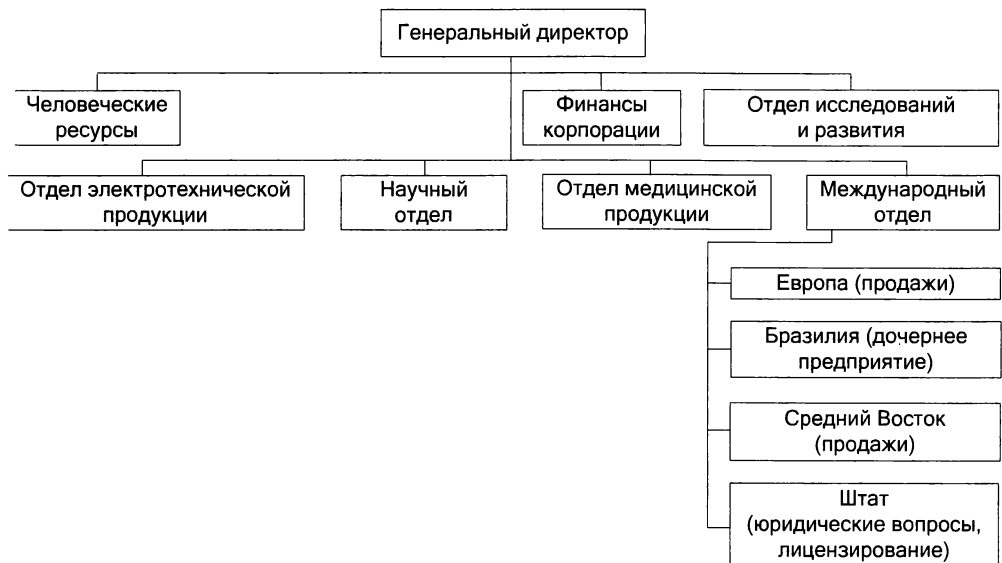 Генеральный директор
Человеческие
ресурсы
Финансы
корпорации
Отдел исследований
и развития
Отдел электротехнической
продукции
Научный
отдел
Отдел медицинской
продукции
Международный
отдел
Европа (продажи)
Бразилия (дочернее
предприятие)
Средний Восток
(продажи)
Штат
(юридические вопросы,
лицензирование)